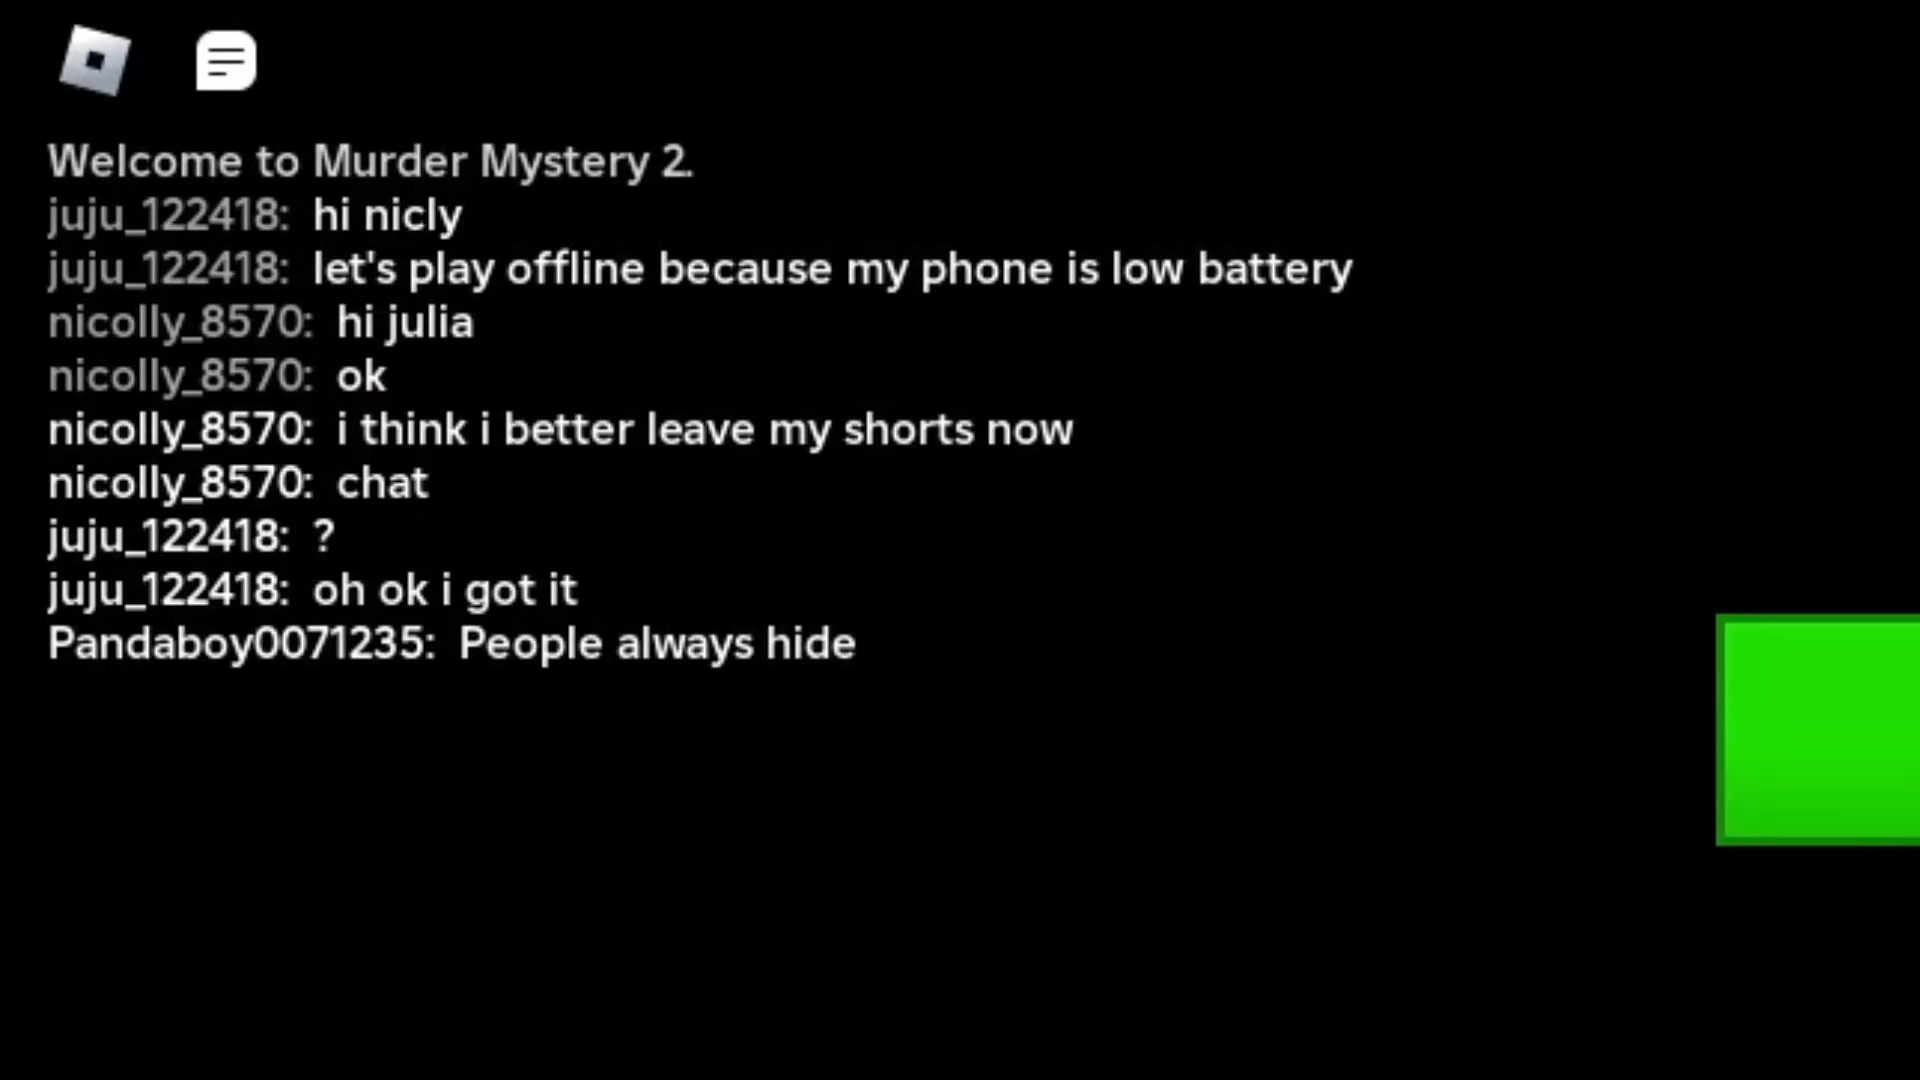 Welcome to Murder Mystery 2.
juju_122418: hi nicly
juju_122418: let's play offline because my phone is low battery
nicolly_8570: hi julia
nicolly_8570: ok
nicolly_8570: i think i better leave my shorts now
nicolly_8570: chat
juju_122418: ?
juju_122418: oh ok i got it
Pandaboy0071235: People always hide